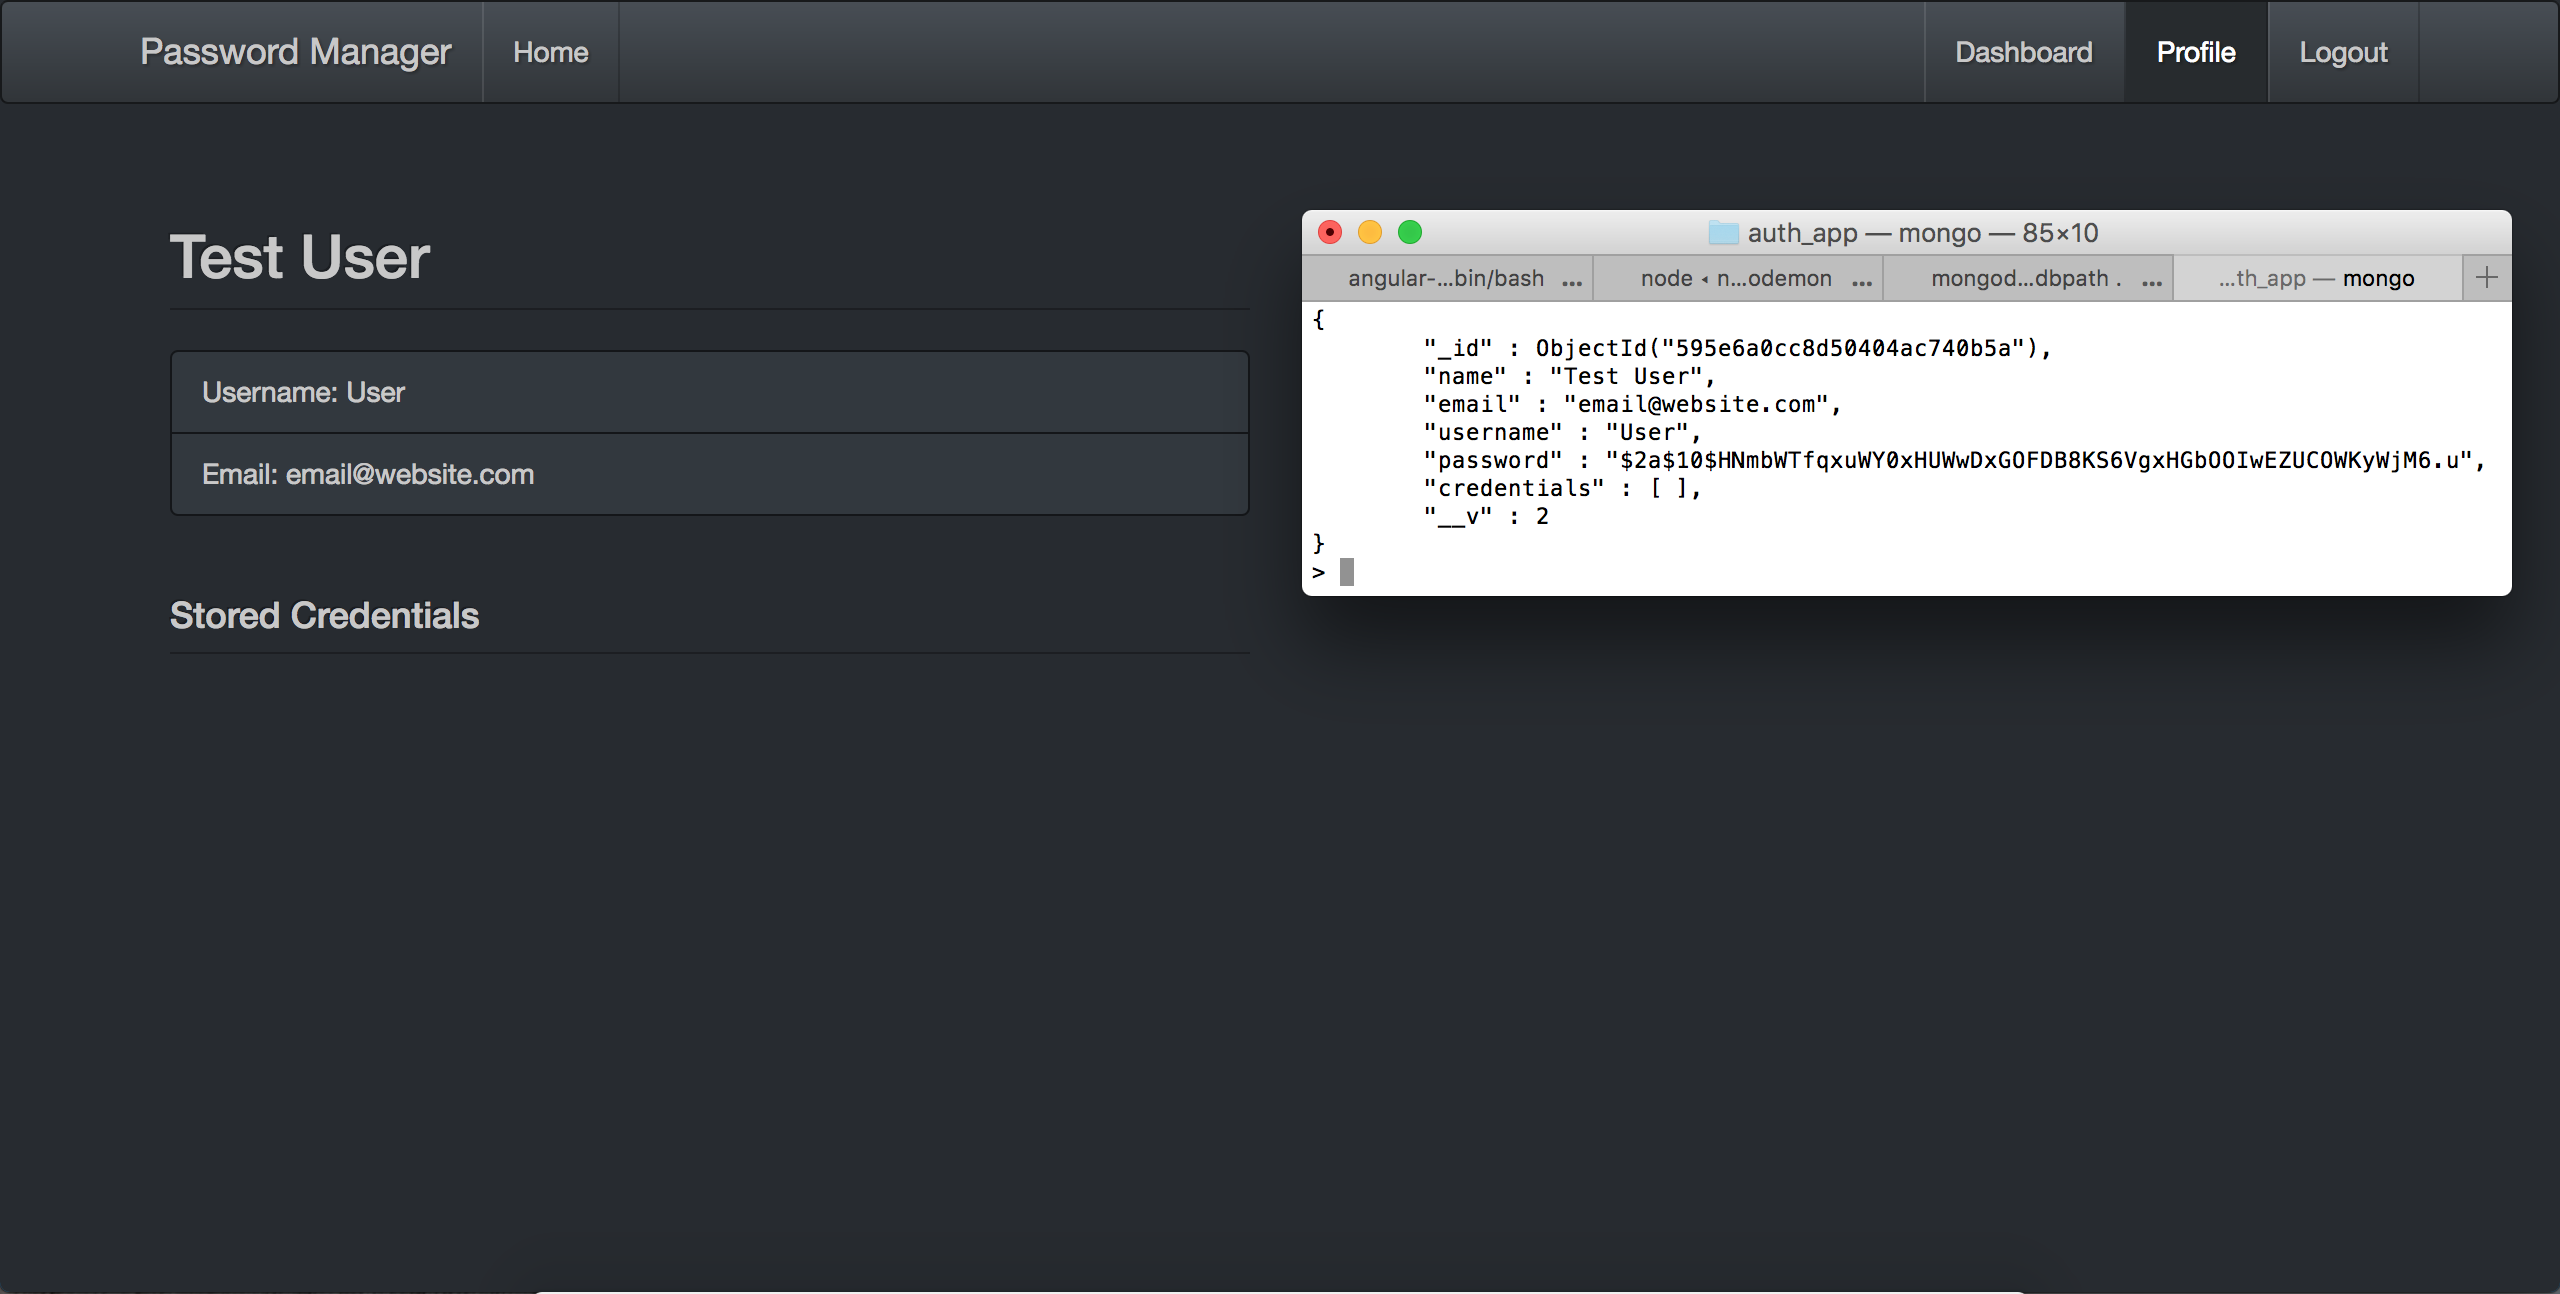 Password Manager Home Dashboard Profile Logout
Test User
Username: User
Email: email@website.com
Stored Credentials
auth_app — mongo — 85×10
angular-...bin/bash ... node ◂ n...odemon ... mongod...dbpath . ... ...th_app — mongo +
{
"_id" : ObjectId("595e6a0cc8d50404ac740b5a"),
"name" : "Test User",
"email" : "email@website.com",
"username" : "User",
"password" : "$2a$10$HNmbWTfqxuWY0xHUWwDxGOFDB8KS6VgxHGbOOIwEZUCOWKyWjM6.u",
"credentials" : [ ],
"__v" : 2
}
>